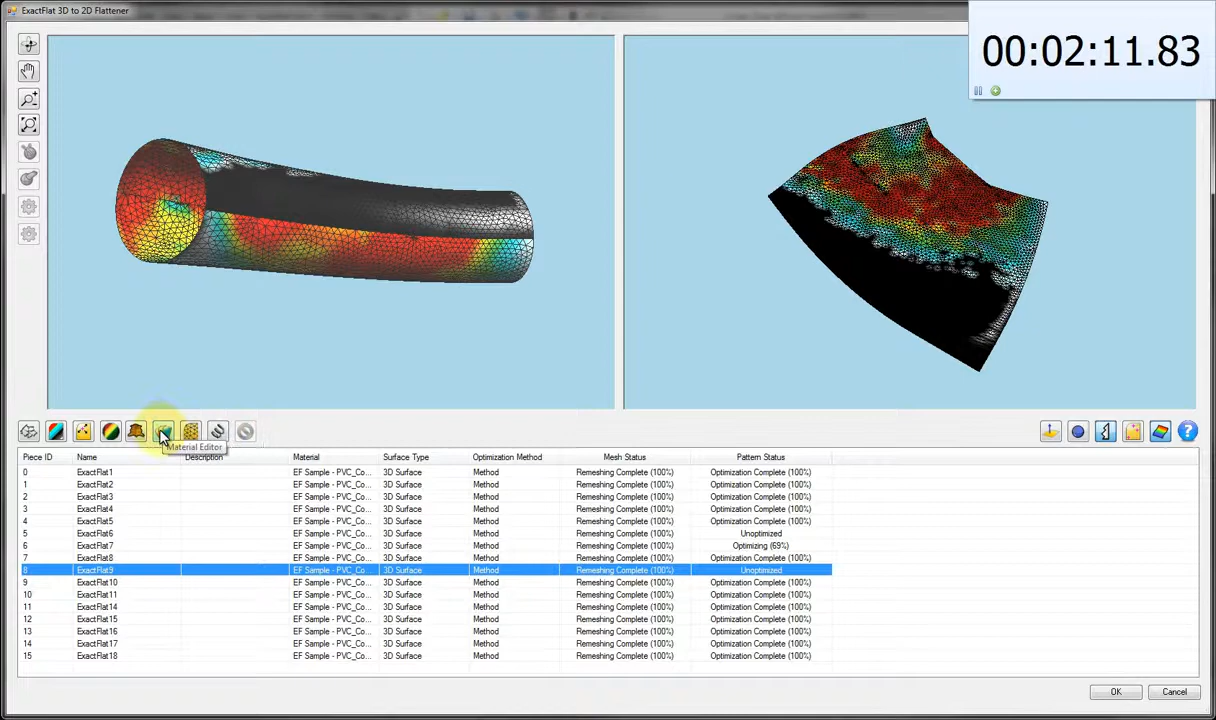 ExactFlat 3D to 2D Flattener
00:02:11.83
Material Editor
Piece ID Name Description Material Surface Type Optimization Method Mesh Status Pattern Status
0 ExactFlat1 EF Sample - PVC_Co... 3D Surface Method Remeshing Complete (100%) Optimization Complete (100%)
1 ExactFlat2 EF Sample - PVC_Co... 3D Surface Method Remeshing Complete (100%) Optimization Complete (100%)
2 ExactFlat3 EF Sample - PVC_Co... 3D Surface Method Remeshing Complete (100%) Optimization Complete (100%)
3 ExactFlat4 EF Sample - PVC_Co... 3D Surface Method Remeshing Complete (100%) Optimization Complete (100%)
4 ExactFlat5 EF Sample - PVC_Co... 3D Surface Method Remeshing Complete (100%) Optimization Complete (100%)
5 ExactFlat6 EF Sample - PVC_Co... 3D Surface Method Remeshing Complete (100%) Unoptimized
6 ExactFlat7 EF Sample - PVC_Co... 3D Surface Method Remeshing Complete (100%) Optimizing (69%)
7 ExactFlat8 EF Sample - PVC_Co... 3D Surface Method Remeshing Complete (100%) Optimization Complete (100%)
8 ExactFlat9 EF Sample - PVC_Co... 3D Surface Method Remeshing Complete (100%) Unoptimized
9 ExactFlat10 EF Sample - PVC_Co... 3D Surface Method Remeshing Complete (100%) Optimization Complete (100%)
10 ExactFlat11 EF Sample - PVC_Co... 3D Surface Method Remeshing Complete (100%) Optimization Complete (100%)
11 ExactFlat14 EF Sample - PVC_Co... 3D Surface Method Remeshing Complete (100%) Optimization Complete (100%)
12 ExactFlat15 EF Sample - PVC_Co... 3D Surface Method Remeshing Complete (100%) Optimization Complete (100%)
13 ExactFlat16 EF Sample - PVC_Co... 3D Surface Method Remeshing Complete (100%) Optimization Complete (100%)
14 ExactFlat17 EF Sample - PVC_Co... 3D Surface Method Remeshing Complete (100%) Optimization Complete (100%)
15 ExactFlat18 EF Sample - PVC_Co... 3D Surface Method Remeshing Complete (100%) Optimization Complete (100%)
OK Cancel